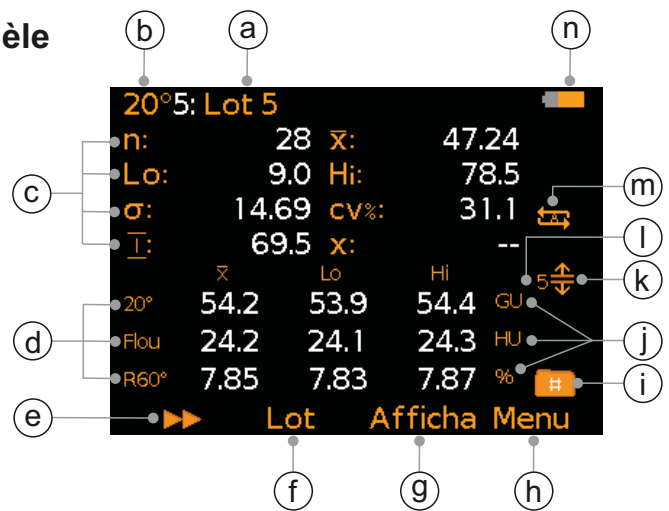 èle
b a n
20°5: Lot 5
n: 28 x̅: 47.24
c Lo: 9.0 Hi: 78.5 m
σ: 14.69 cv%: 31.1 A
I̅: 69.5 x: -- l
x̅ Lo Hi 5 k
20° 54.2 53.9 54.4 GU
d Flou 24.2 24.1 24.3 HU j
R60° 7.85 7.83 7.87 % # i
e Lot Afficha Menu
f g h